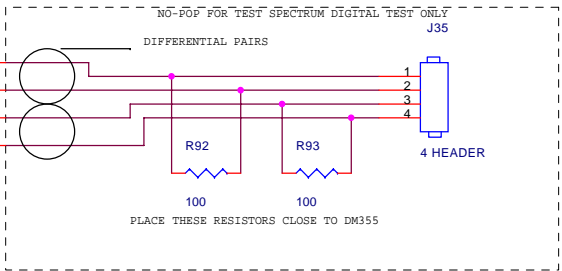 NO-POP FOR TEST SPECTRUM DIGITAL TEST ONLY
J35
DIFFERENTIAL PAIRS
1
2
3
4
R92
R93
4 HEADER
100
100
PLACE THESE RESISTORS CLOSE TO DM355